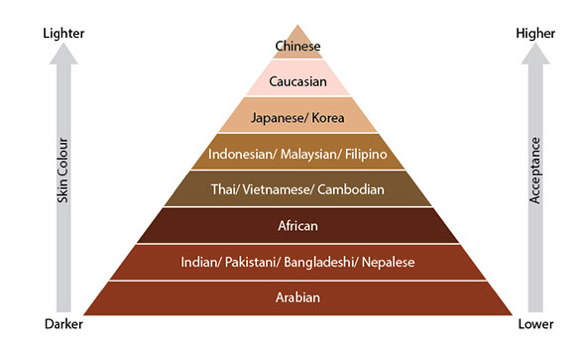 Lighter
Higher
Chinese
Caucasian
Japanese/ Korea
Indonesian/ Malaysian/ Filipino
Thai/ Vietnamese/ Cambodian
African
Indian/ Pakistani/ Bangladeshi/ Nepalese
Arabian
Skin Colour
Acceptance
Darker
Lower